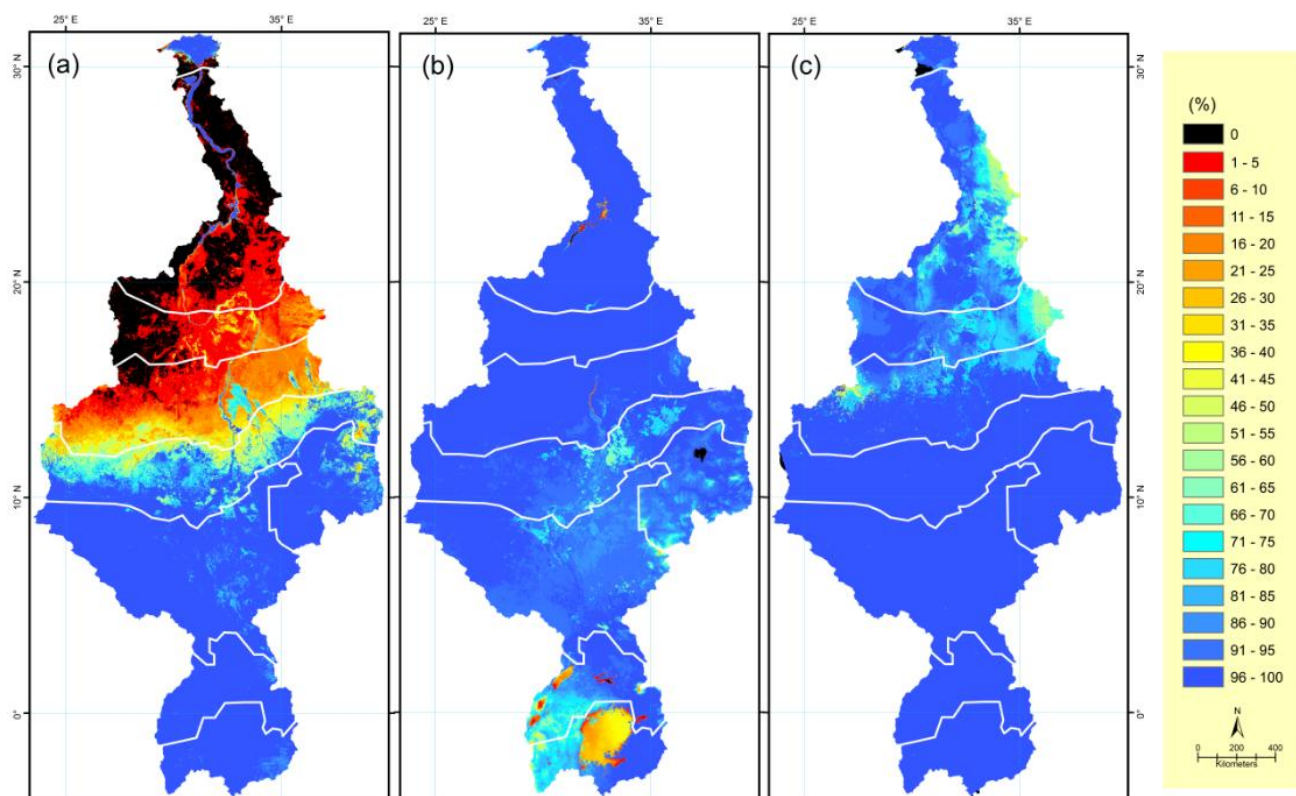 25° E 35° E
25° E 35° E
25° E 35° E
(a)
(b)
(c)
30° N
20° N
10° N
0°
30° N
20° N
10° N
0°
(%)
0
1 - 5
6 - 10
11 - 15
16 - 20
21 - 25
26 - 30
31 - 35
36 - 40
41 - 45
46 - 50
51 - 55
56 - 60
61 - 65
66 - 70
71 - 75
76 - 80
81 - 85
86 - 90
91 - 95
96 - 100
N
0 200 400
Kilometers